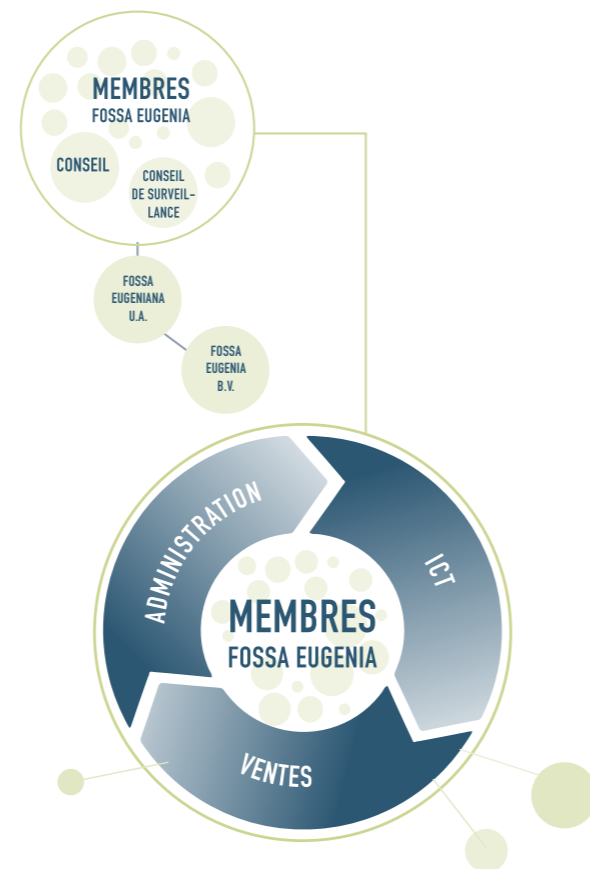 MEMBRES
FOSSA EUGENIA
CONSEIL
CONSEIL
DE SURVEIL-
LANCE
FOSSA
EUGENIANA
U.A.
FOSSA
EUGENIA
B.V.
ADMINISTRATION
ICT
MEMBRES
FOSSA EUGENIA
VENTES